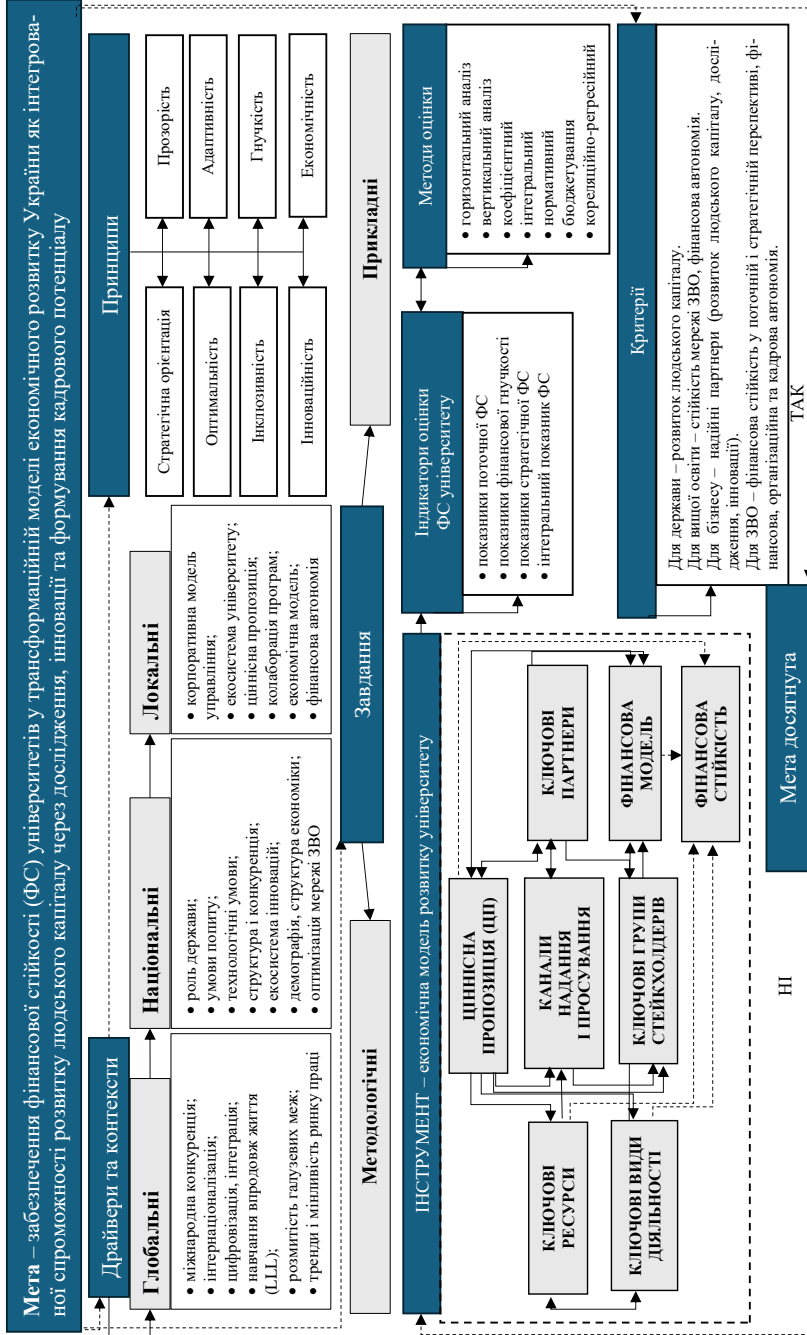 Мета – забезпечення фінансової стійкості (ФС) університетів у трансформаційній моделі економічного розвитку України як інтегрова-
ної спроможності розвитку людського капіталу через дослідження, інновації та формування кадрового потенціалу
Драйвери та контексти
Глобальні
• міжнародна конкуренція;
• інтернаціоналізація;
• цифровізація, інтеграція;
• навчання впродовж життя
(LLL);
• розмитість галузевих меж;
• тренди і мінливість ринку праці
Національні
• роль держави;
• умови попиту;
• технологічні умови;
• структура і конкуренція;
• екосистема інновацій;
• демографія, структура економіки;
• оптимізація мережі ЗВО
Локальні
• корпоративна модель
управління;
• екосистема університету;
• ціннісна пропозиція;
• колаборація програм;
• економічна модель;
• фінансова автономія
Принципи
Стратегічна орієнтація
Прозорість
Оптимальність
Адаптивність
Інклюзивність
Гнучкість
Інноваційність
Економічність
Методологічні
Завдання
Прикладні
ІНСТРУМЕНТ – економічна модель розвитку університету
КЛЮЧОВІ
РЕСУРСИ
КЛЮЧОВІ ВИДИ
ДІЯЛЬНОСТІ
ЦІННІСНА
ПРОПОЗИЦІЯ (ЦП)
КАНАЛИ
НАДАННЯ
І ПРОСУВАННЯ
КЛЮЧОВІ ГРУПИ
СТЕЙКХОЛДЕРІВ
КЛЮЧОВІ
ПАРТНЕРИ
ФІНАНСОВА
МОДЕЛЬ
ФІНАНСОВА
СТІЙКІСТЬ
Індикатори оцінки
ФС університету
• показники поточної ФС
• показники фінансової гнучкості
• показники стратегічної ФС
• інтегральний показник ФС
Методи оцінки
• горизонтальний аналіз
• вертикальний аналіз
• коефіцієнтний
• інтегральний
• нормативний
• бюджетування
• кореляційно-регресійний
Критерії
Для держави – розвиток людського капіталу.
Для вищої освіти – стійкість мережі ЗВО, фінансова автономія.
Для бізнесу – надійні партнери (розвиток людського капіталу, дослі-
дження, інновації).
Для ЗВО – фінансова стійкість у поточній і стратегічній перспективі, фі-
нансова, організаційна та кадрова автономія.
НІ
Мета досягнута
ТАК